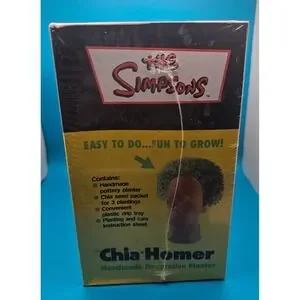 THE
SIMPSONS™
EASY TO DO...FUN TO GROW!
Contains:
Handmade
pottery planter
Chia seed packet
for 3 plantings
Convenient
plastic drip tray
Planting and care
instruction sheet
Chia Homer
Handmade Decorative Planter